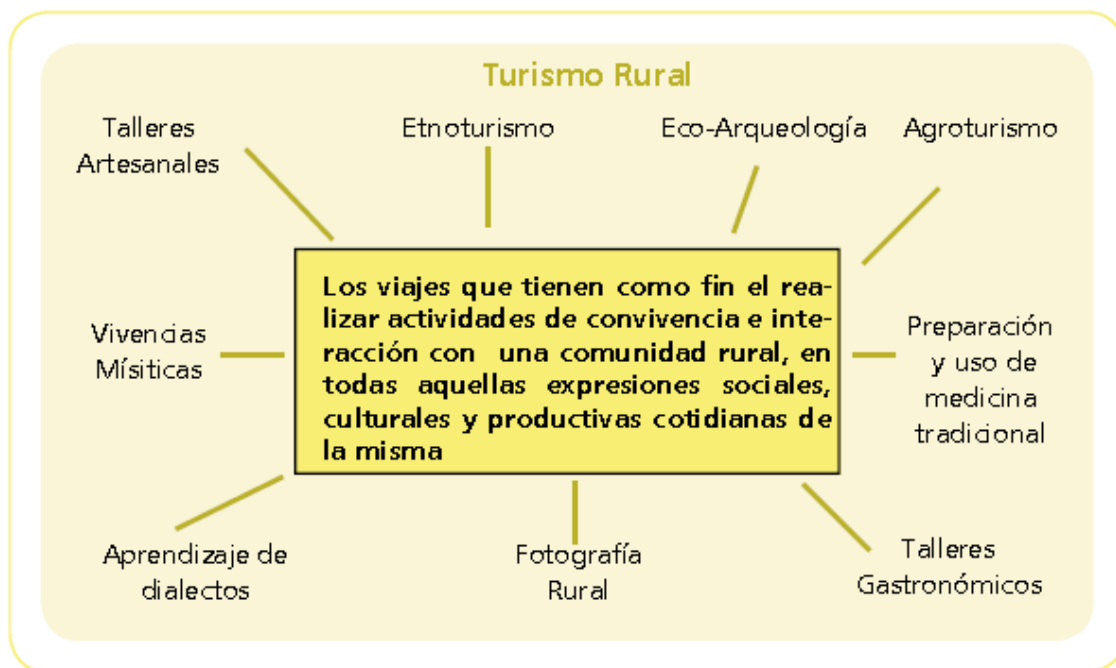 Turismo Rural
Talleres
Artesanales
Etnoturismo
Eco-Arqueología
Agroturismo
Los viajes que tienen como fin el rea-
lizar actividades de convivencia e inte-
racción con una comunidad rural, en
todas aquellas expresiones sociales,
culturales y productivas cotidianas de
la misma
Vivencias
Mísiticas
Preparación
y uso de
medicina
tradicional
Aprendizaje de
dialectos
Fotografía
Rural
Talleres
Gastronómicos